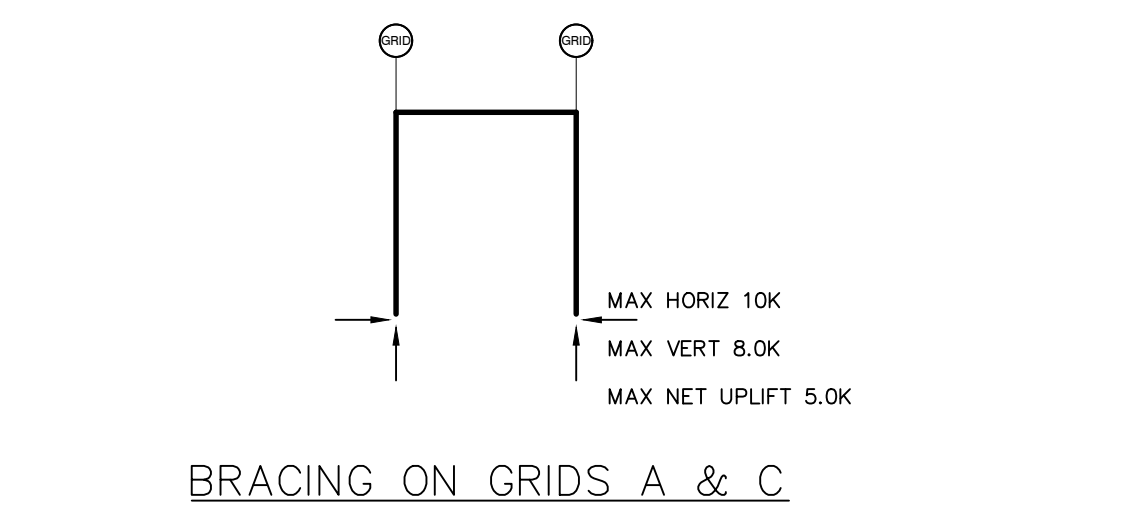 GRID GRID
MAX HORIZ 10K
MAX VERT 8.0K
MAX NET UPLIFT 5.0K
BRACING ON GRIDS A & C